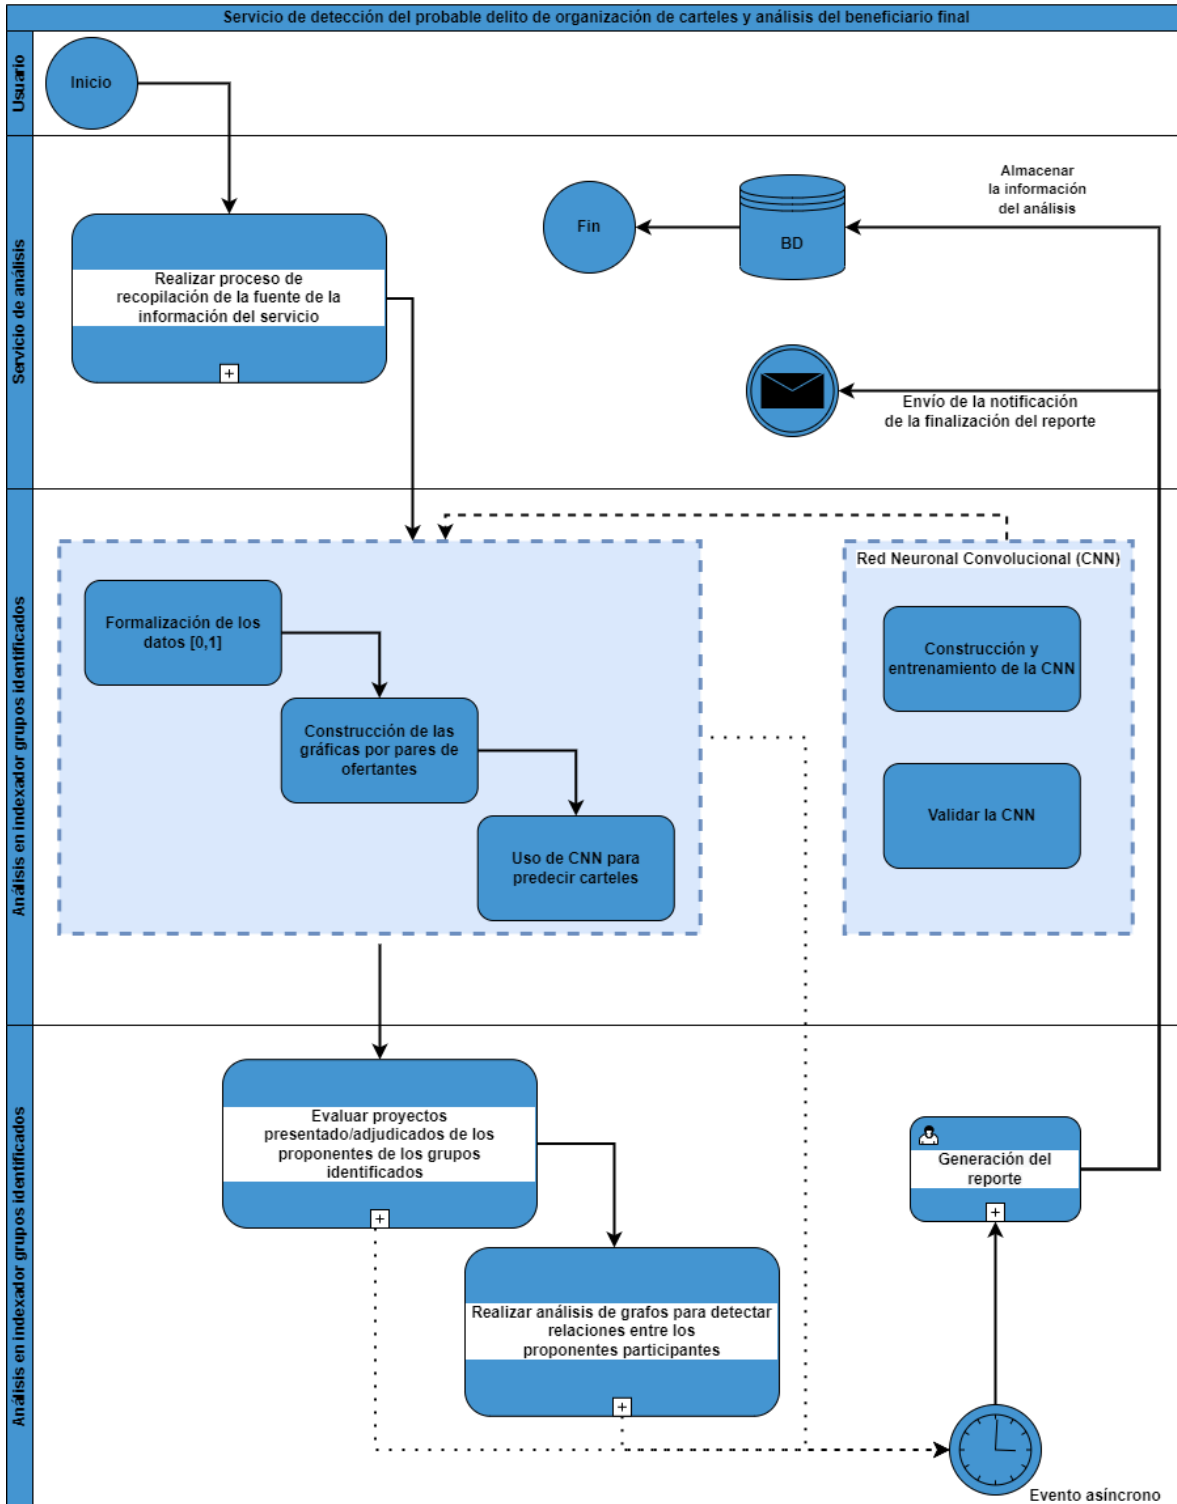 Servicio de detección del probable delito de organización de carteles y análisis del beneficiario final
Usuario
Inicio
Servicio de análisis
Realizar proceso de
recopilación de la fuente de la
información del servicio
Fin
BD
Almacenar
la información
del análisis
Envío de la notificación
de la finalización del reporte
Análisis en indexador grupos identificados
Formalización de los
datos [0,1]
Construcción de las
gráficas por pares de
ofertantes
Uso de CNN para
predecir carteles
Red Neuronal Convolucional (CNN)
Construcción y
entrenamiento de la CNN
Validar la CNN
Análisis en indexador grupos identificados
Evaluar proyectos
presentado/adjudicados de los
proponentes de los grupos
identificados
Realizar análisis de grafos para detectar
relaciones entre los
proponentes participantes
Generación del
reporte
Evento asíncrono